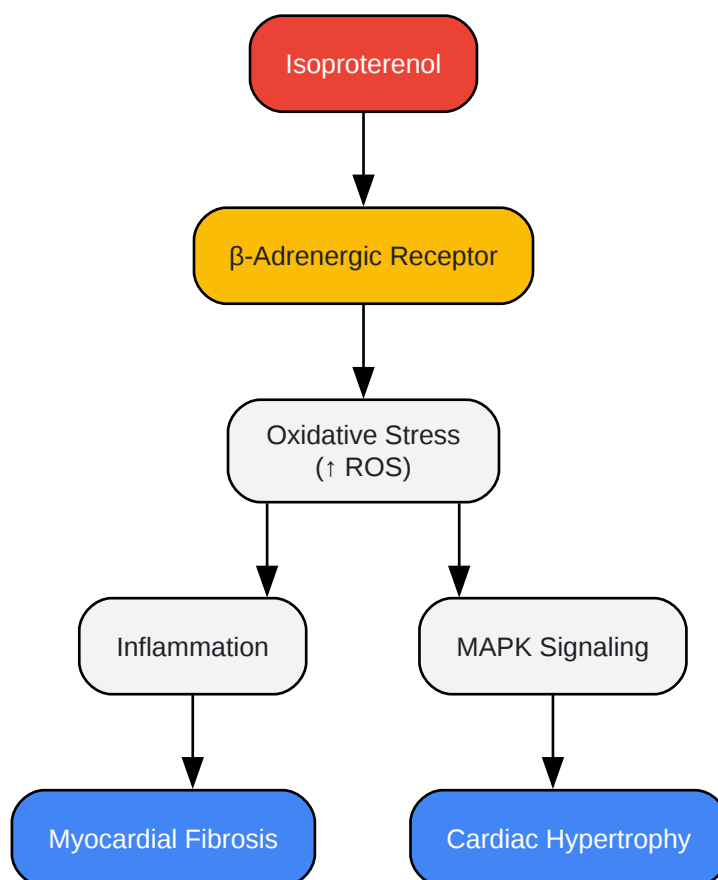 Isoproterenol
β-Adrenergic Receptor
Oxidative Stress
(↑ ROS)
Inflammation
MAPK Signaling
Myocardial Fibrosis
Cardiac Hypertrophy